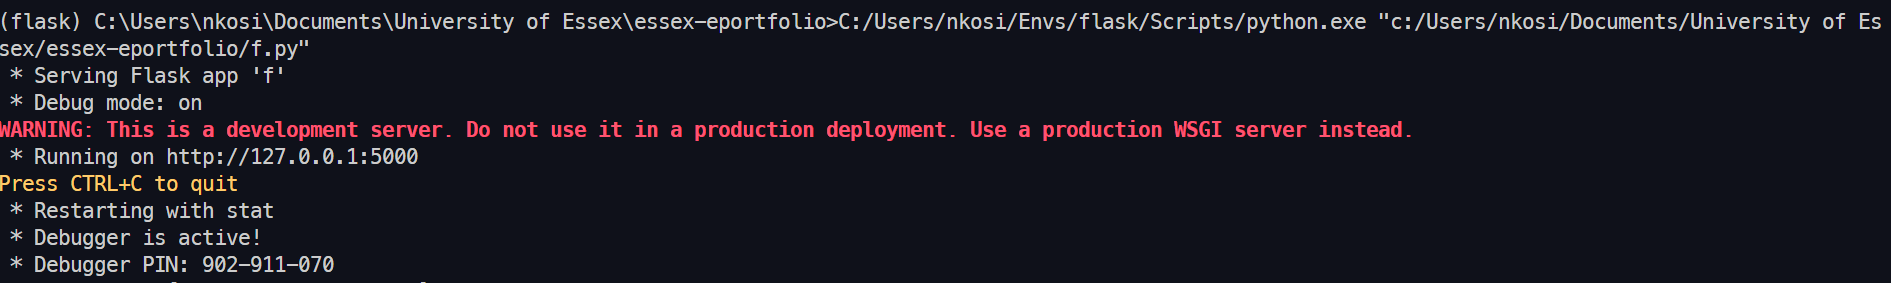 (flask) C:\Users\nkosi\Documents\University of Essex\essex-eportfolio>C:/Users/nkosi/Envs/flask/Scripts/python.exe "c:/Users/nkosi/Documents/University of Es
sex/essex-eportfolio/f.py"
 * Serving Flask app 'f'
 * Debug mode: on
WARNING: This is a development server. Do not use it in a production deployment. Use a production WSGI server instead.
 * Running on http://127.0.0.1:5000
Press CTRL+C to quit
 * Restarting with stat
 * Debugger is active!
 * Debugger PIN: 902-911-070